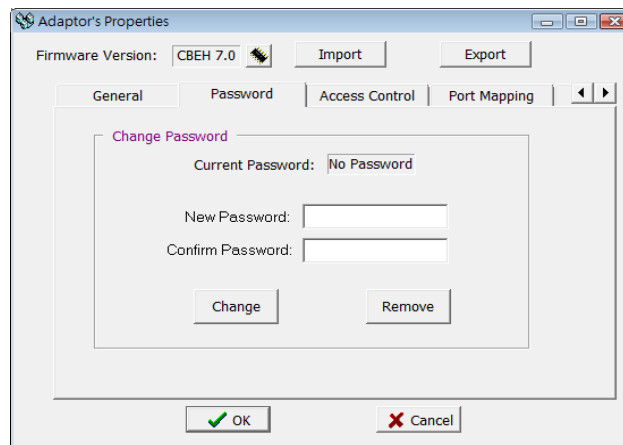 Adaptor's Properties
Firmware Version: CBEH 7.0 Import Export
General Password Access Control Port Mapping
Change Password
Current Password: No Password
New Password:
Confirm Password:
Change Remove
OK Cancel